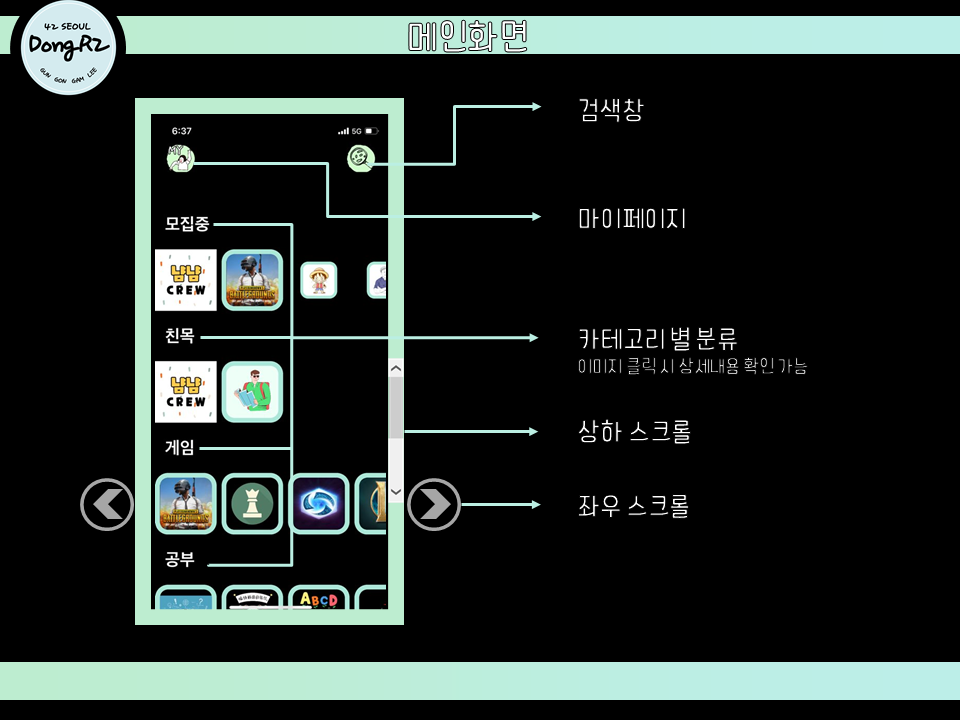 42 SEOUL
DongRz
GUN GON GAM LEE
메인화면
6:37
5G
MY
검색창
마이페이지
모집중
냠냠
CREW
BATTLEGROUNDS
친목
카테고리 별 분류
이미지 클릭 시 상세내용 확인 가능
냠냠
CREW
상하 스크롤
게임
BATTLEGROUNDS
좌우 스크롤
공부
ABCD